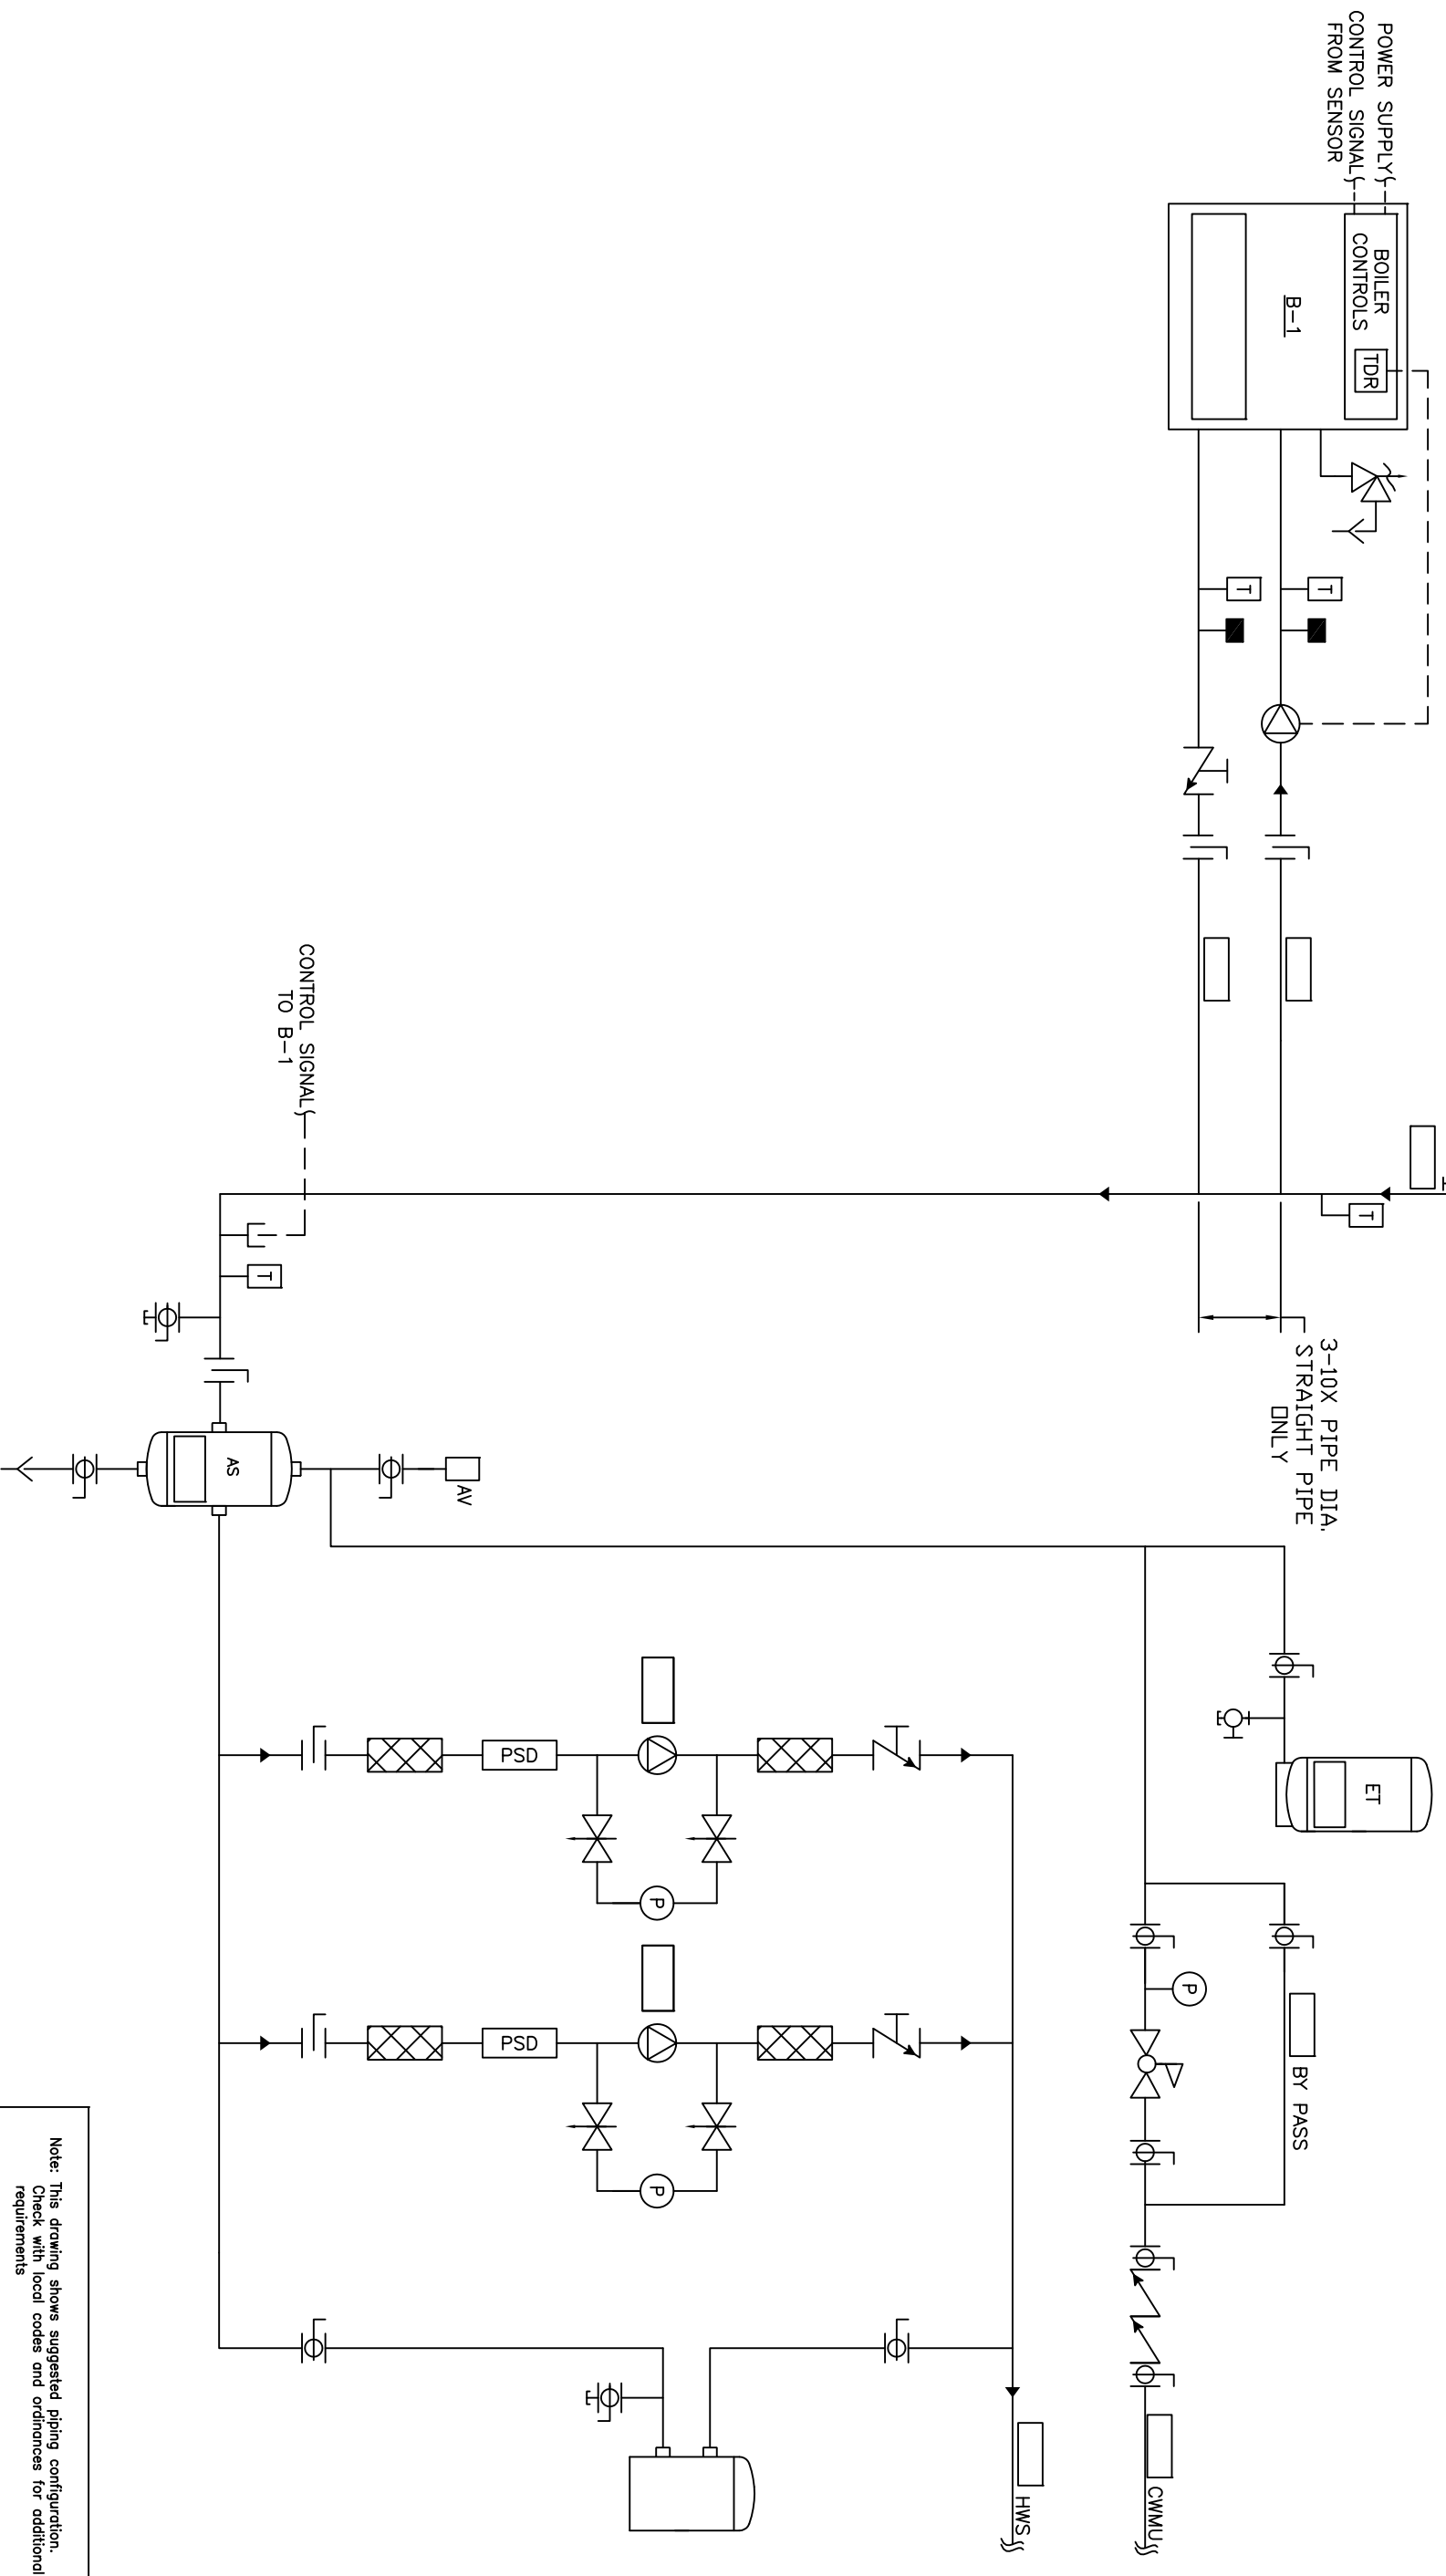 POWER SUPPLY
CONTROL SIGNAL
FROM SENSOR
BOILER
CONTROLS
TDR
B-1
T
T
T
3-10X PIPE DIA.
STRAIGHT PIPE
ONLY
CONTROL SIGNAL
TO B-1
T
AS
AV
ET
PSD
P
PSD
P
P
BY PASS
CWMU
HWS
Note: This drawing shows suggested piping configuration.
Check with local codes and ordinances for additional
requirements